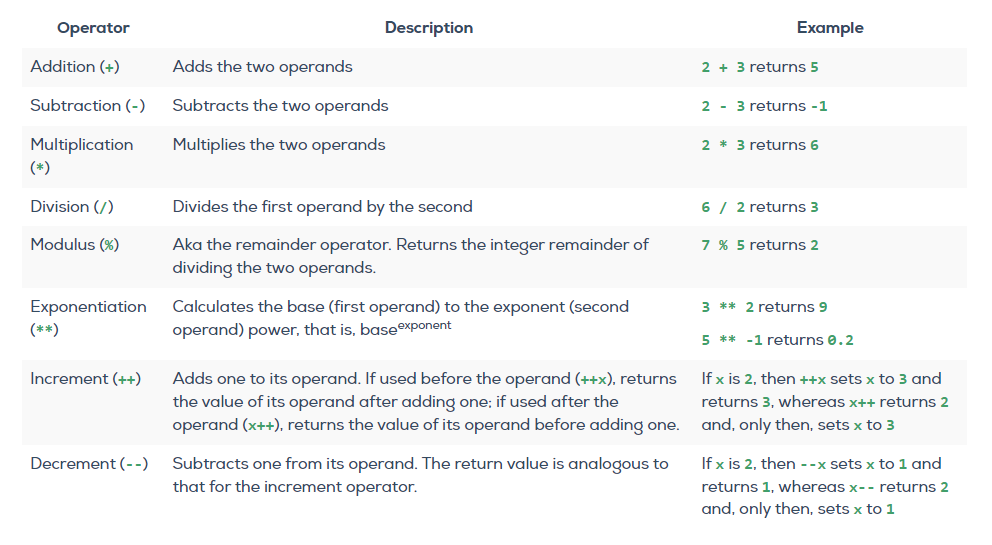 Operator Description Example
Addition (+) Adds the two operands 2 + 3 returns 5
Subtraction (-) Subtracts the two operands 2 - 3 returns -1
Multiplication Multiplies the two operands 2 * 3 returns 6
(*)
Division (/) Divides the first operand by the second 6 / 2 returns 3
Modulus (%) Aka the remainder operator. Returns the integer remainder of 7 % 5 returns 2
dividing the two operands.
Exponentiation Calculates the base (first operand) to the exponent (second 3 ** 2 returns 9
(**) operand) power, that is, base^exponent
5 ** -1 returns 0.2
Increment (++) Adds one to its operand. If used before the operand (++x), returns If x is 2, then ++x sets x to 3 and
the value of its operand after adding one; if used after the returns 3, whereas x++ returns 2
operand (x++), returns the value of its operand before adding one. and, only then, sets x to 3
Decrement (--) Subtracts one from its operand. The return value is analogous to If x is 2, then --x sets x to 1 and
that for the increment operator. returns 1, whereas x-- returns 2
and, only then, sets x to 1